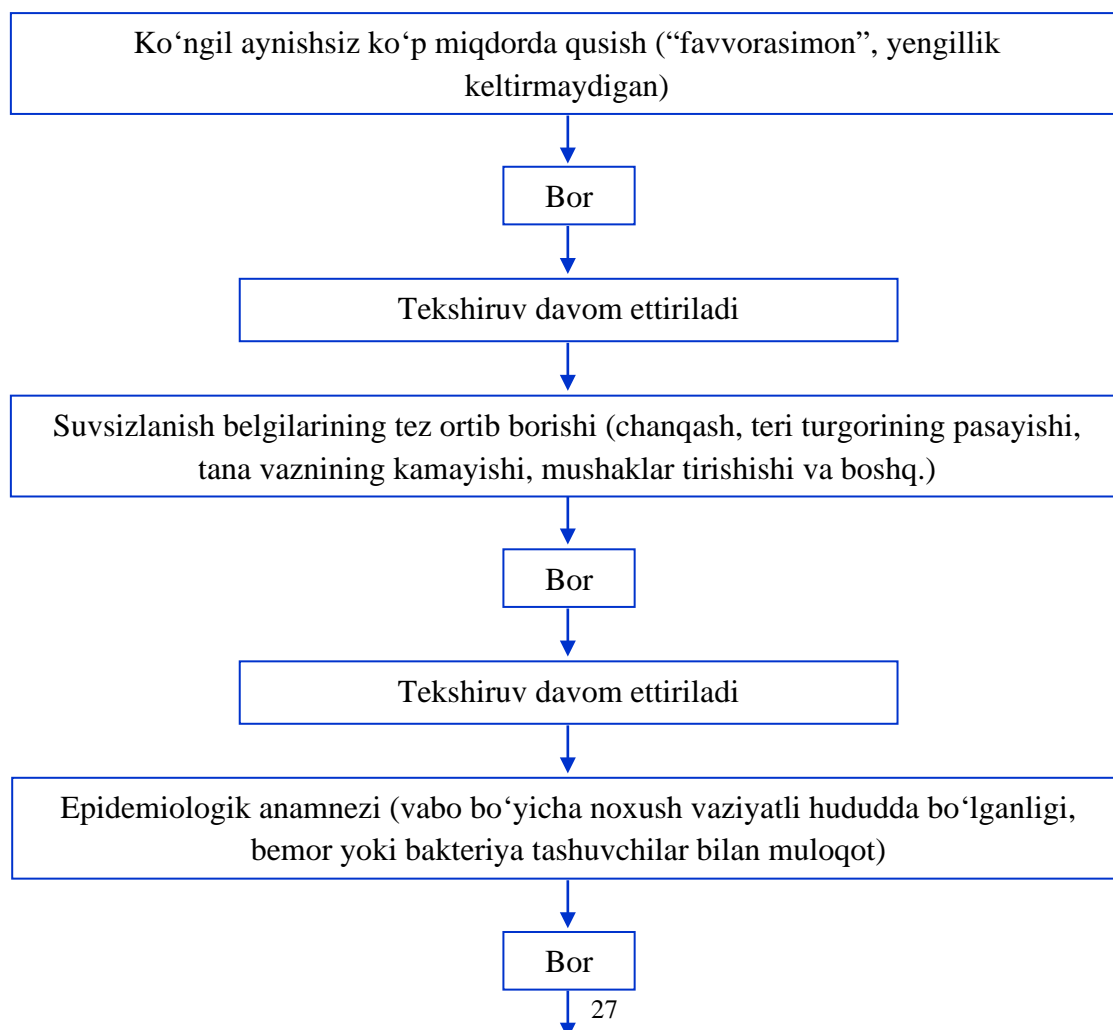 Ko‘ngil aynishsiz ko‘p miqdorda qusish (“favvorasimon”, yengillik
keltirmaydigan)
Bor
Tekshiruv davom ettiriladi
Suvsizlanish belgilarining tez ortib borishi (chanqash, teri turgorining pasayishi,
tana vaznining kamayishi, mushaklar tirishishi va boshq.)
Bor
Tekshiruv davom ettiriladi
Epidemiologik anamnezi (vabo bo‘yicha noxush vaziyatli hududda bo‘lganligi,
bemor yoki bakteriya tashuvchilar bilan muloqot)
Bor
27